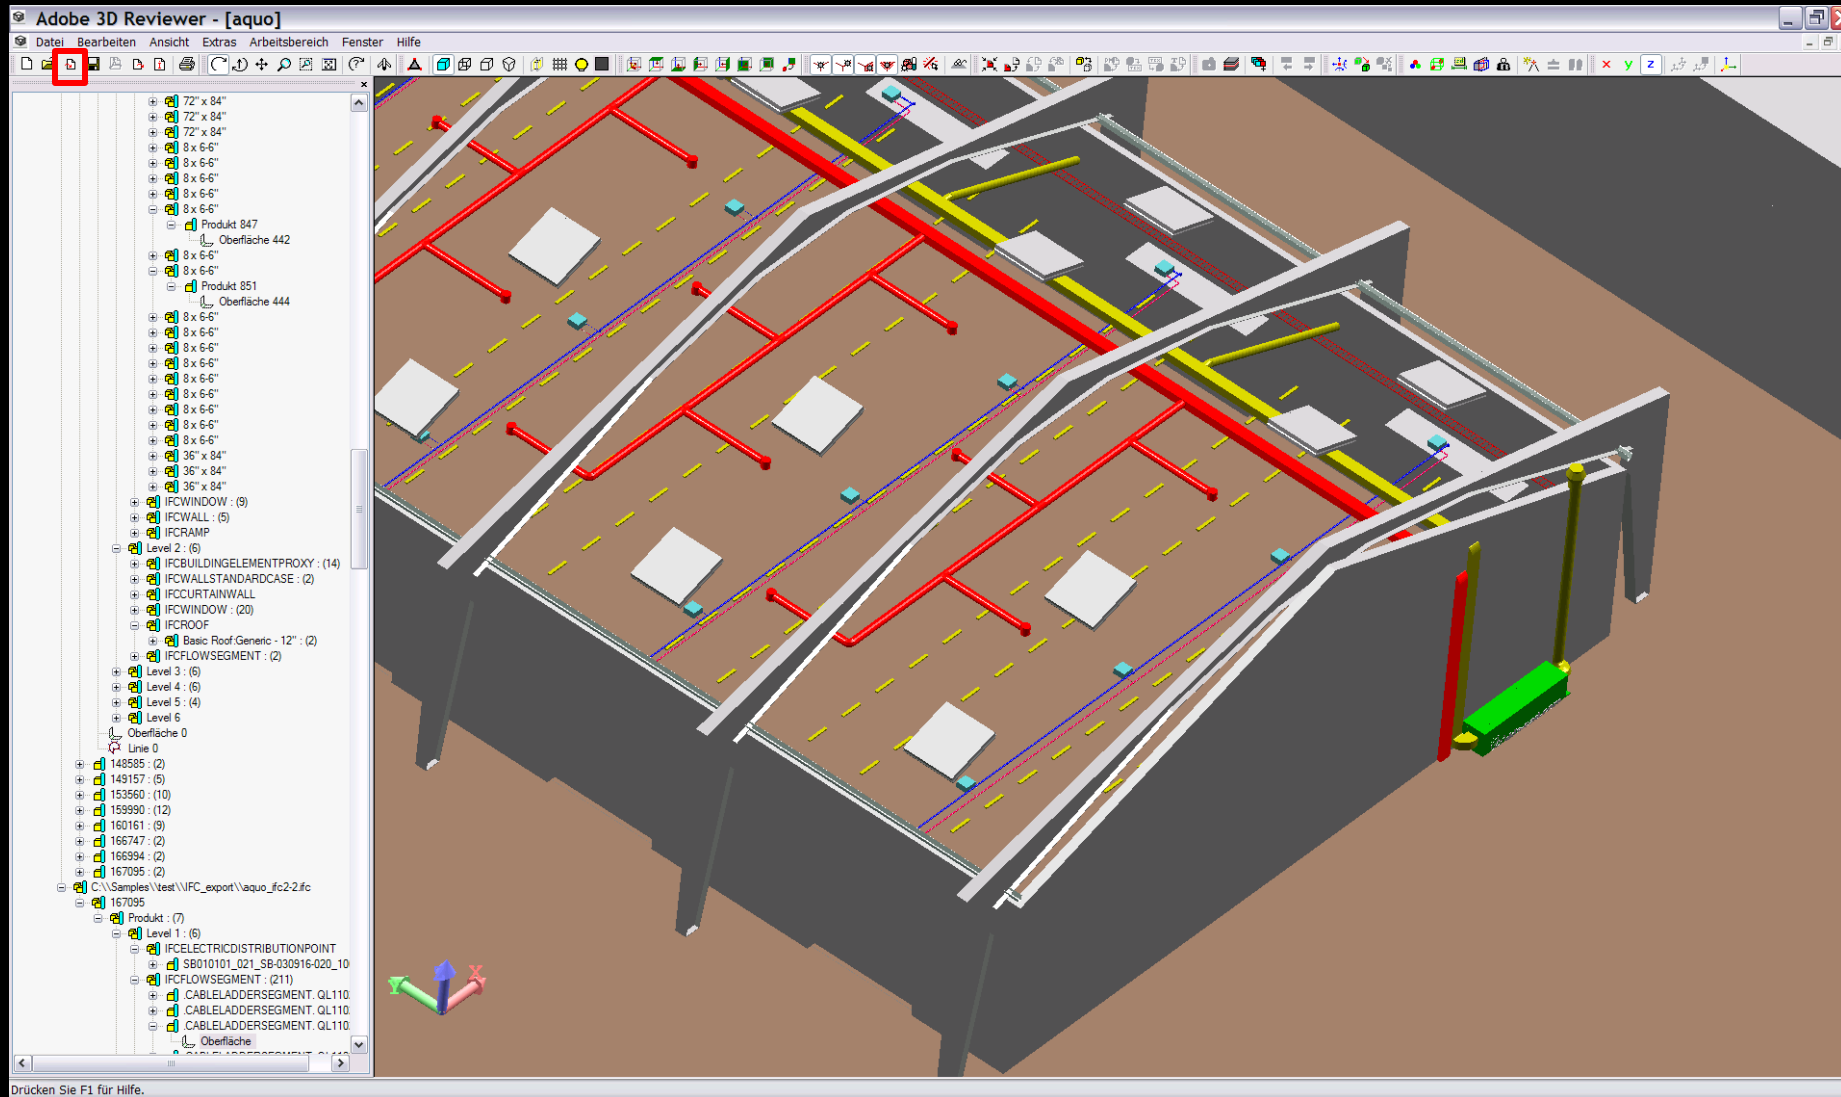 Adobe 3D Reviewer - [aquo]
Datei Bearbeiten Ansicht Extras Arbeitsbereich Fenster Hilfe
x y z
72" x 84"
72" x 84"
72" x 84"
8 x 6-6"
8 x 6-6"
8 x 6-6"
8 x 6-6"
8 x 6-6"
Produkt 847
Oberfläche 442
8 x 6-6"
8 x 6-6"
Produkt 851
Oberfläche 444
8 x 6-6"
8 x 6-6"
8 x 6-6"
8 x 6-6"
8 x 6-6"
8 x 6-6"
8 x 6-6"
8 x 6-6"
8 x 6-6"
36" x 84"
36" x 84"
36" x 84"
IFCWINDOW : (9)
IFCWALL : (5)
IFCRAMP
Level 2 : (6)
IFCBUILDINGELEMENTPROXY : (14)
IFCWALLSTANDARDCASE : (2)
IFCCURTAINWALL
IFCWINDOW : (20)
IFCROOF
Basic Roof:Generic - 12" : (2)
IFCFLOWSEGMENT : (2)
Level 3 : (6)
Level 4 : (6)
Level 5 : (4)
Level 6
Oberfläche 0
Linie 0
148585 : (2)
149157 : (5)
153560 : (10)
159990 : (12)
160161 : (9)
166747 : (2)
166994 : (2)
167095 : (2)
C:\\Samples\\test\\IFC_export\\aquo_ifc2-2.ifc
167095
Produkt : (7)
Level 1 : (6)
IFCELECTRICDISTRIBUTIONPOINT
SB010101_021_SB-030916-020_10
IFCFLOWSEGMENT : (211)
.CABLELADDERSEGMENT. QL110
.CABLELADDERSEGMENT. QL110
.CABLELADDERSEGMENT. QL110
Oberfläche
Y X
Drücken Sie F1 für Hilfe.